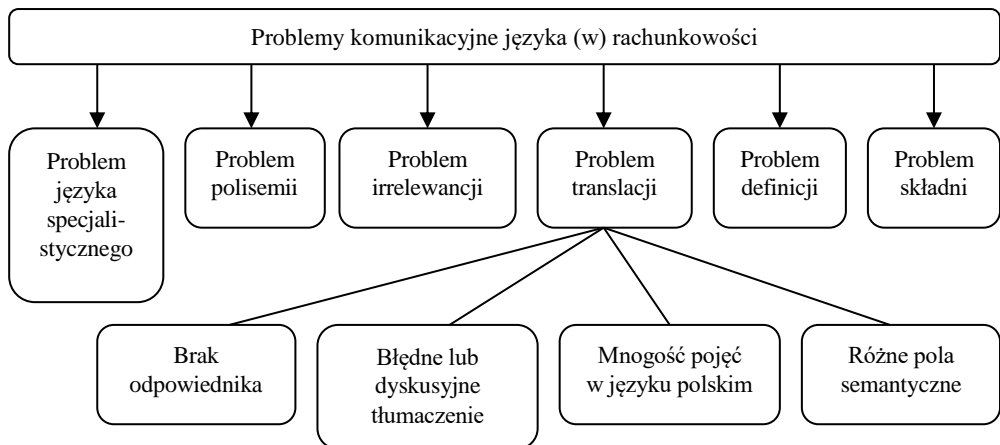 Problemy komunikacyjne języka (w) rachunkowości
Problem
języka
specjali-
stycznego
Problem
polisemii
Problem
irrelewancji
Problem
translacji
Problem
definicji
Problem
składni
Brak
odpowiednika
Błędne lub
dyskusyjne
tłumaczenie
Mnogość pojęć
w języku polskim
Różne pola
semantyczne